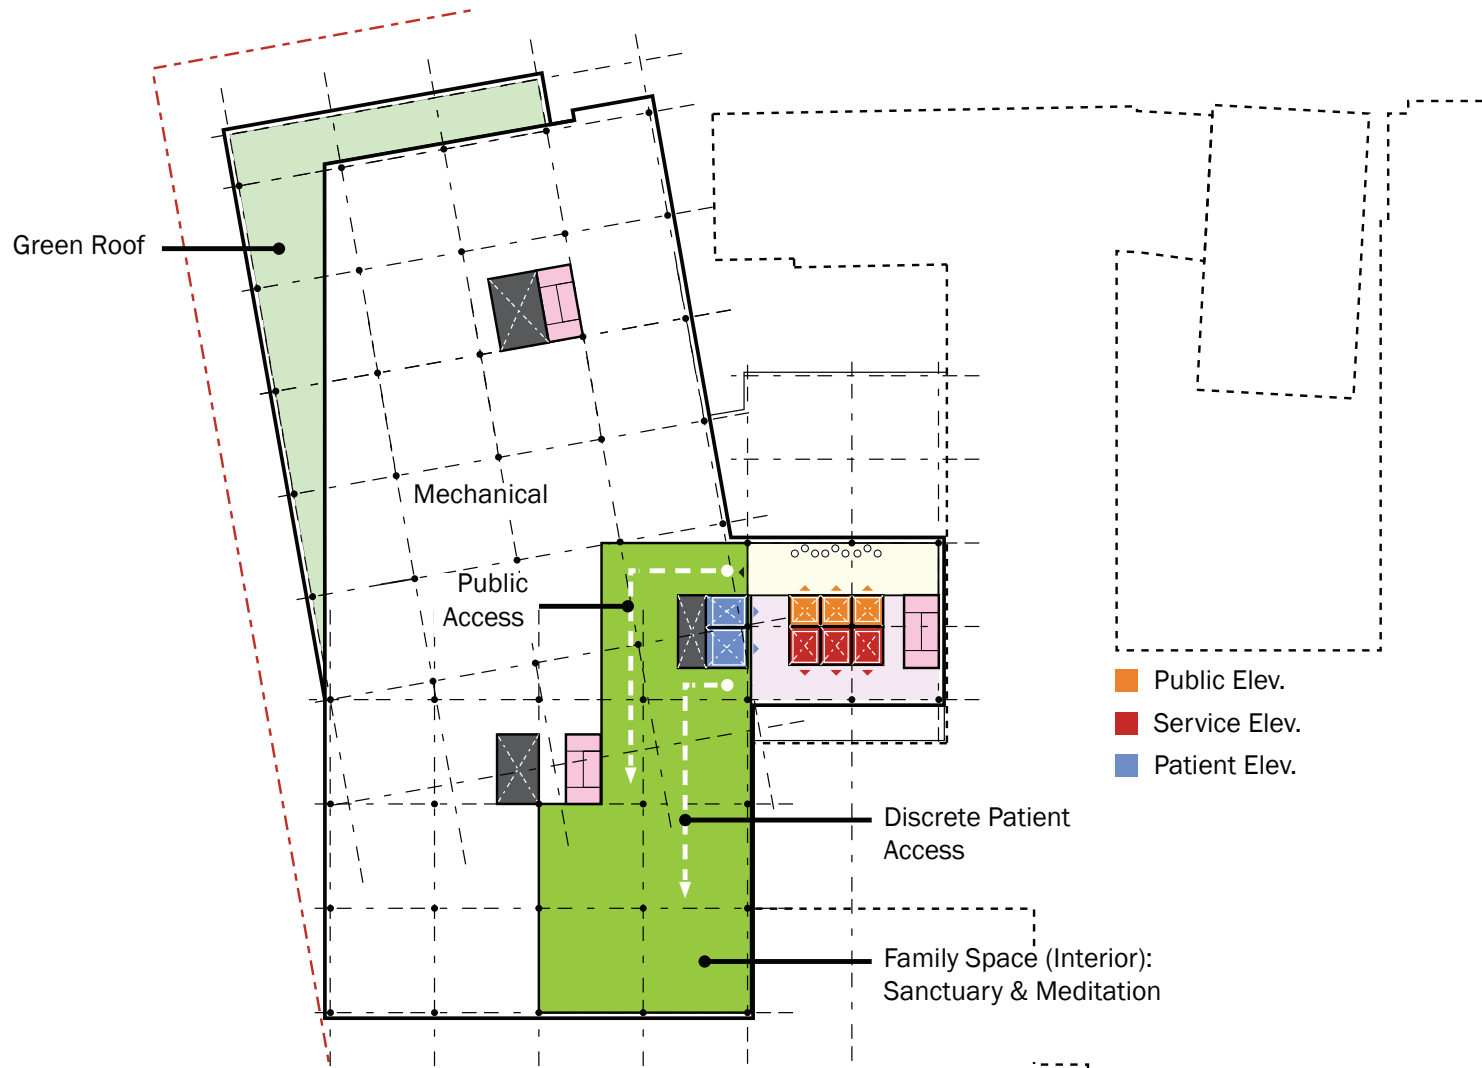 Green Roof
Mechanical
Public
Access
Public Elev.
Service Elev.
Patient Elev.
Discrete Patient
Access
Family Space (Interior):
Sanctuary & Meditation